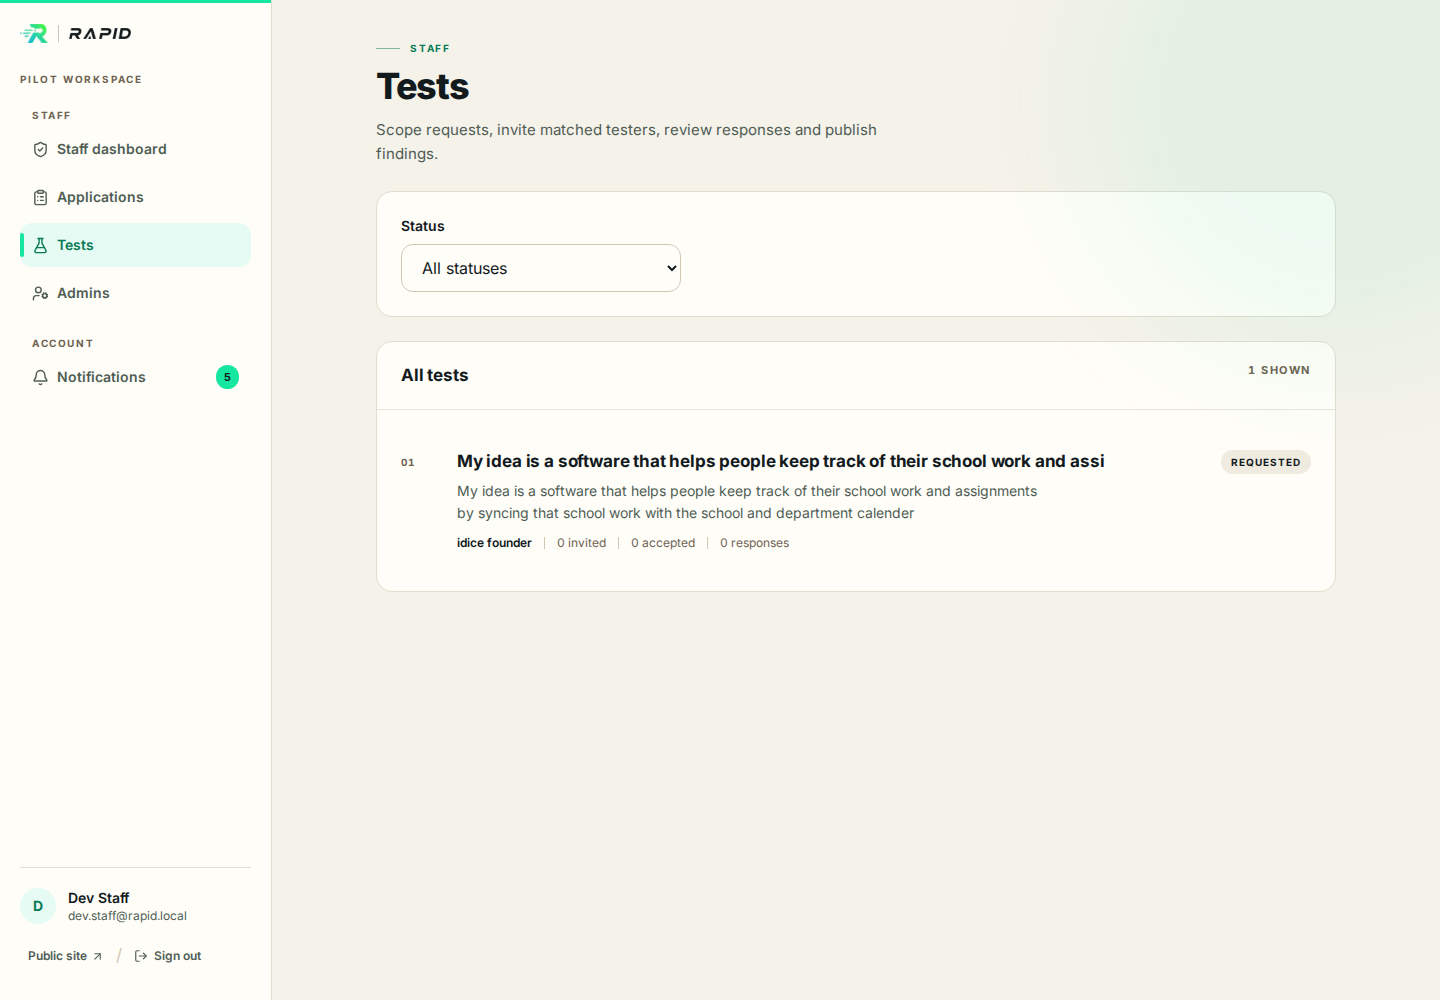 RAPID
PILOT WORKSPACE
STAFF
Staff dashboard
Applications
Tests
Admins
ACCOUNT
Notifications 5
D
Dev Staff
dev.staff@rapid.local
Public site / Sign out
STAFF
Tests
Scope requests, invite matched testers, review responses and publish
findings.
Status
All statuses
All tests
1 SHOWN
01
My idea is a software that helps people keep track of their school work and assi
REQUESTED
My idea is a software that helps people keep track of their school work and assignments
by syncing that school work with the school and department calender
idice founder | 0 invited | 0 accepted | 0 responses